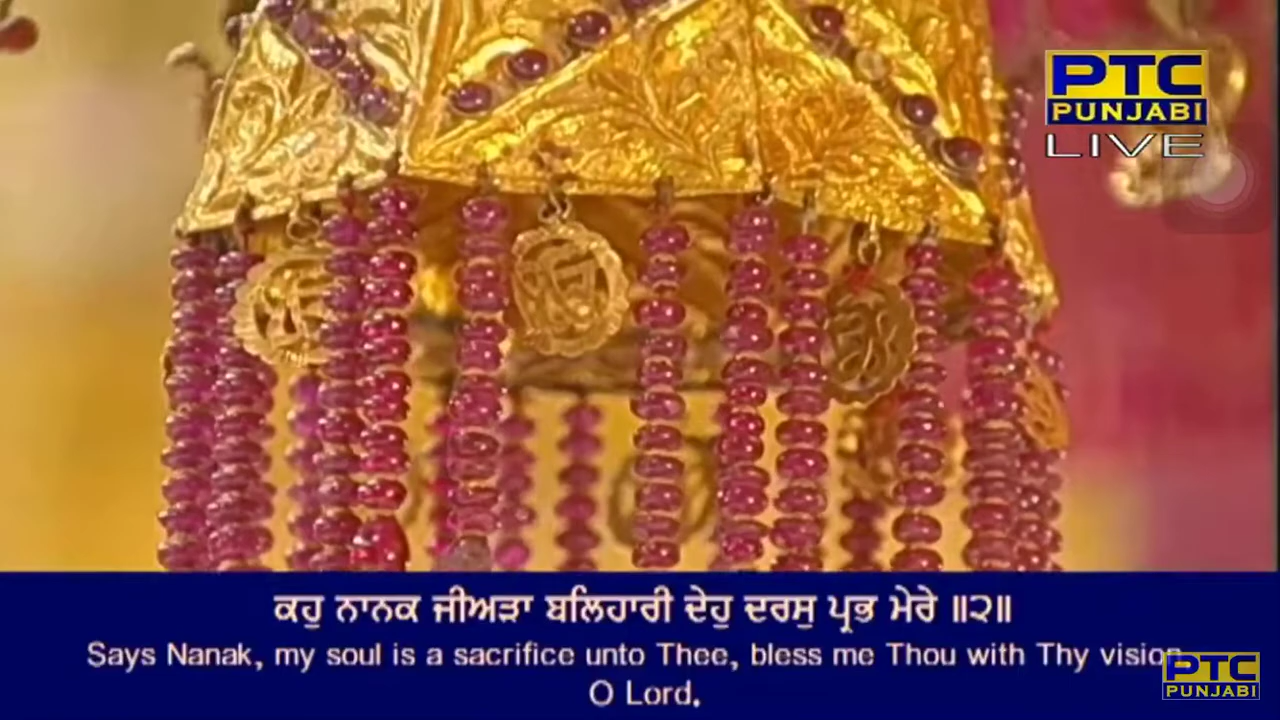 PTC
PUNJABI
LIVE
ੴ
ਕਹੁ ਨਾਨਕ ਜੀਅੜਾ ਬਲਿਹਾਰੀ ਦੇਹੁ ਦਰਸੁ ਪ੍ਰਭ ਮੇਰੇ ॥੨॥
Says Nanak, my soul is a sacrifice unto Thee, bless me Thou with Thy vision
O Lord.
PTC
PUNJABI